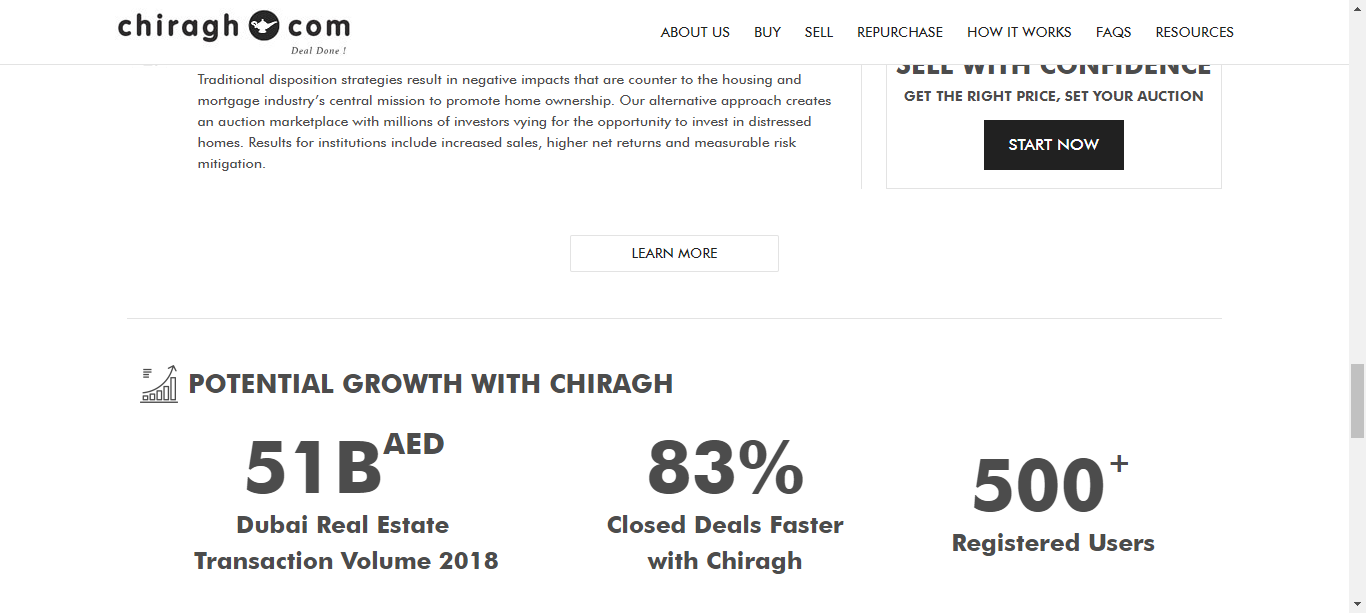 chiragh com
Deal Done !
ABOUT US BUY SELL REPURCHASE HOW IT WORKS FAQS RESOURCES
Traditional disposition strategies result in negative impacts that are counter to the housing and
mortgage industry’s central mission to promote home ownership. Our alternative approach creates
an auction marketplace with millions of investors vying for the opportunity to invest in distressed
homes. Results for institutions include increased sales, higher net returns and measurable risk
mitigation.
SELL WITH CONFIDENCE
GET THE RIGHT PRICE, SET YOUR AUCTION
START NOW
LEARN MORE
POTENTIAL GROWTH WITH CHIRAGH
51B AED
Dubai Real Estate
Transaction Volume 2018
83%
Closed Deals Faster
with Chiragh
500+
Registered Users